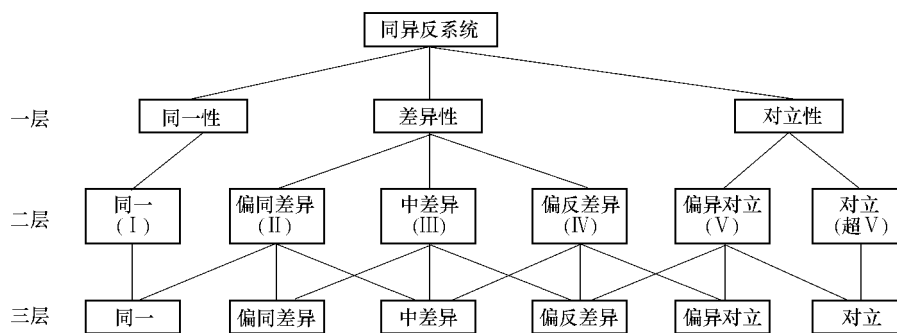 同异反系统
一层
同一性
差异性
对立性
二层
同一
(Ⅰ)
偏同差异
(Ⅱ)
中差异
(Ⅲ)
偏反差异
(Ⅳ)
偏异对立
(Ⅴ)
对立
(超Ⅴ)
三层
同一
偏同差异
中差异
偏反差异
偏异对立
对立